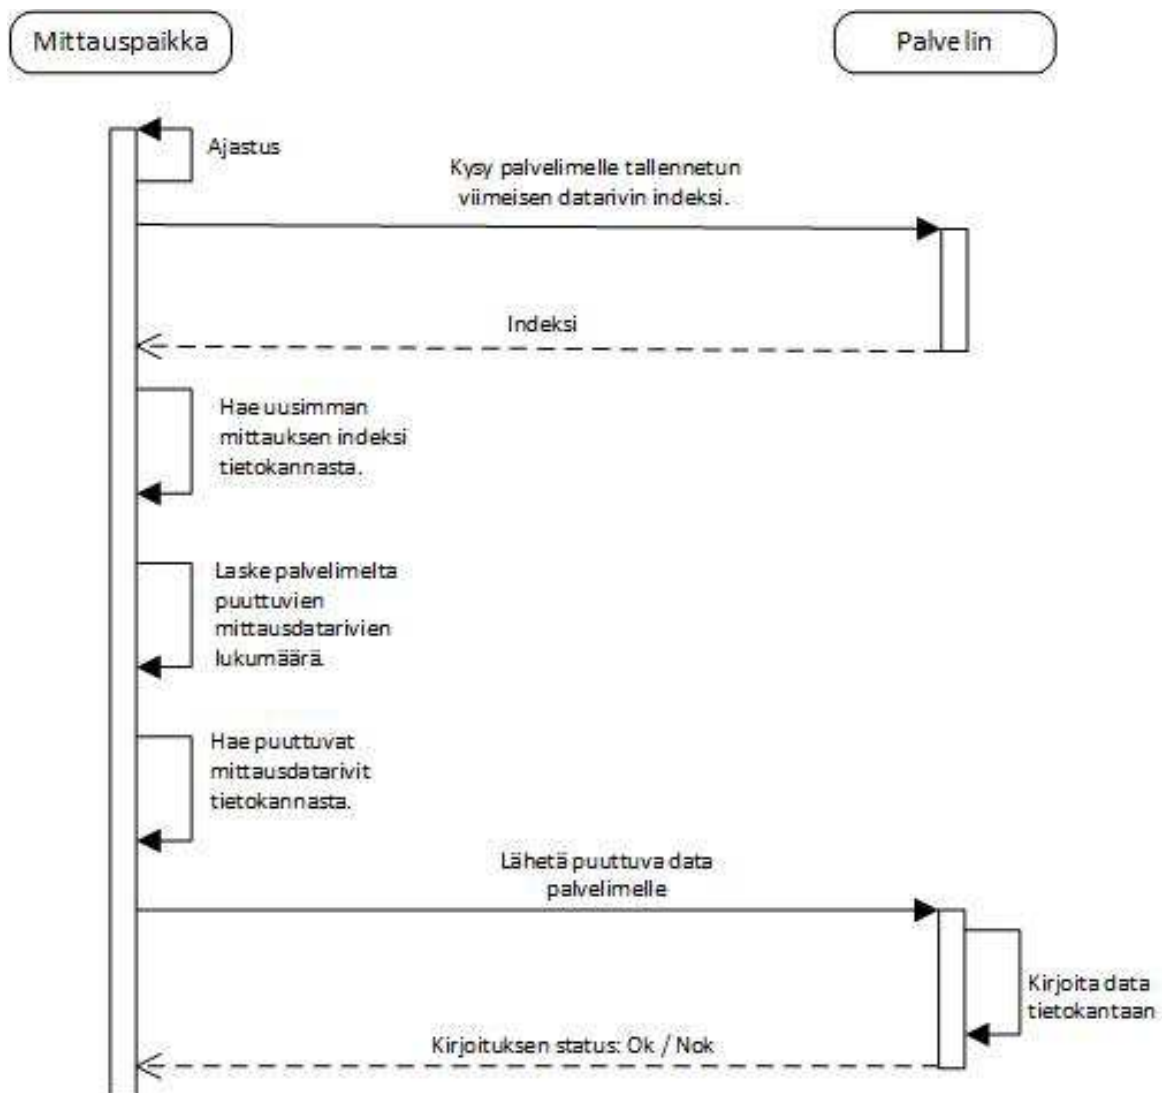 Mittauspaikka
Palvelin
Ajastus
Kysy palvelimelle tallennetun
viimeisen datarivin indeksi.
Indeksi
Hae uusimman
mittauksen indeksi
tietokannasta.
Laske palvelimelta
puuttuvien
mittausdatarivien
lukumäärä.
Hae puuttuvat
mittausdatarivit
tietokannasta.
Lähetä puuttuva data
palvelimelle
Kirjoita data
tietokantaan
Kirjoituksen status: Ok / Nok